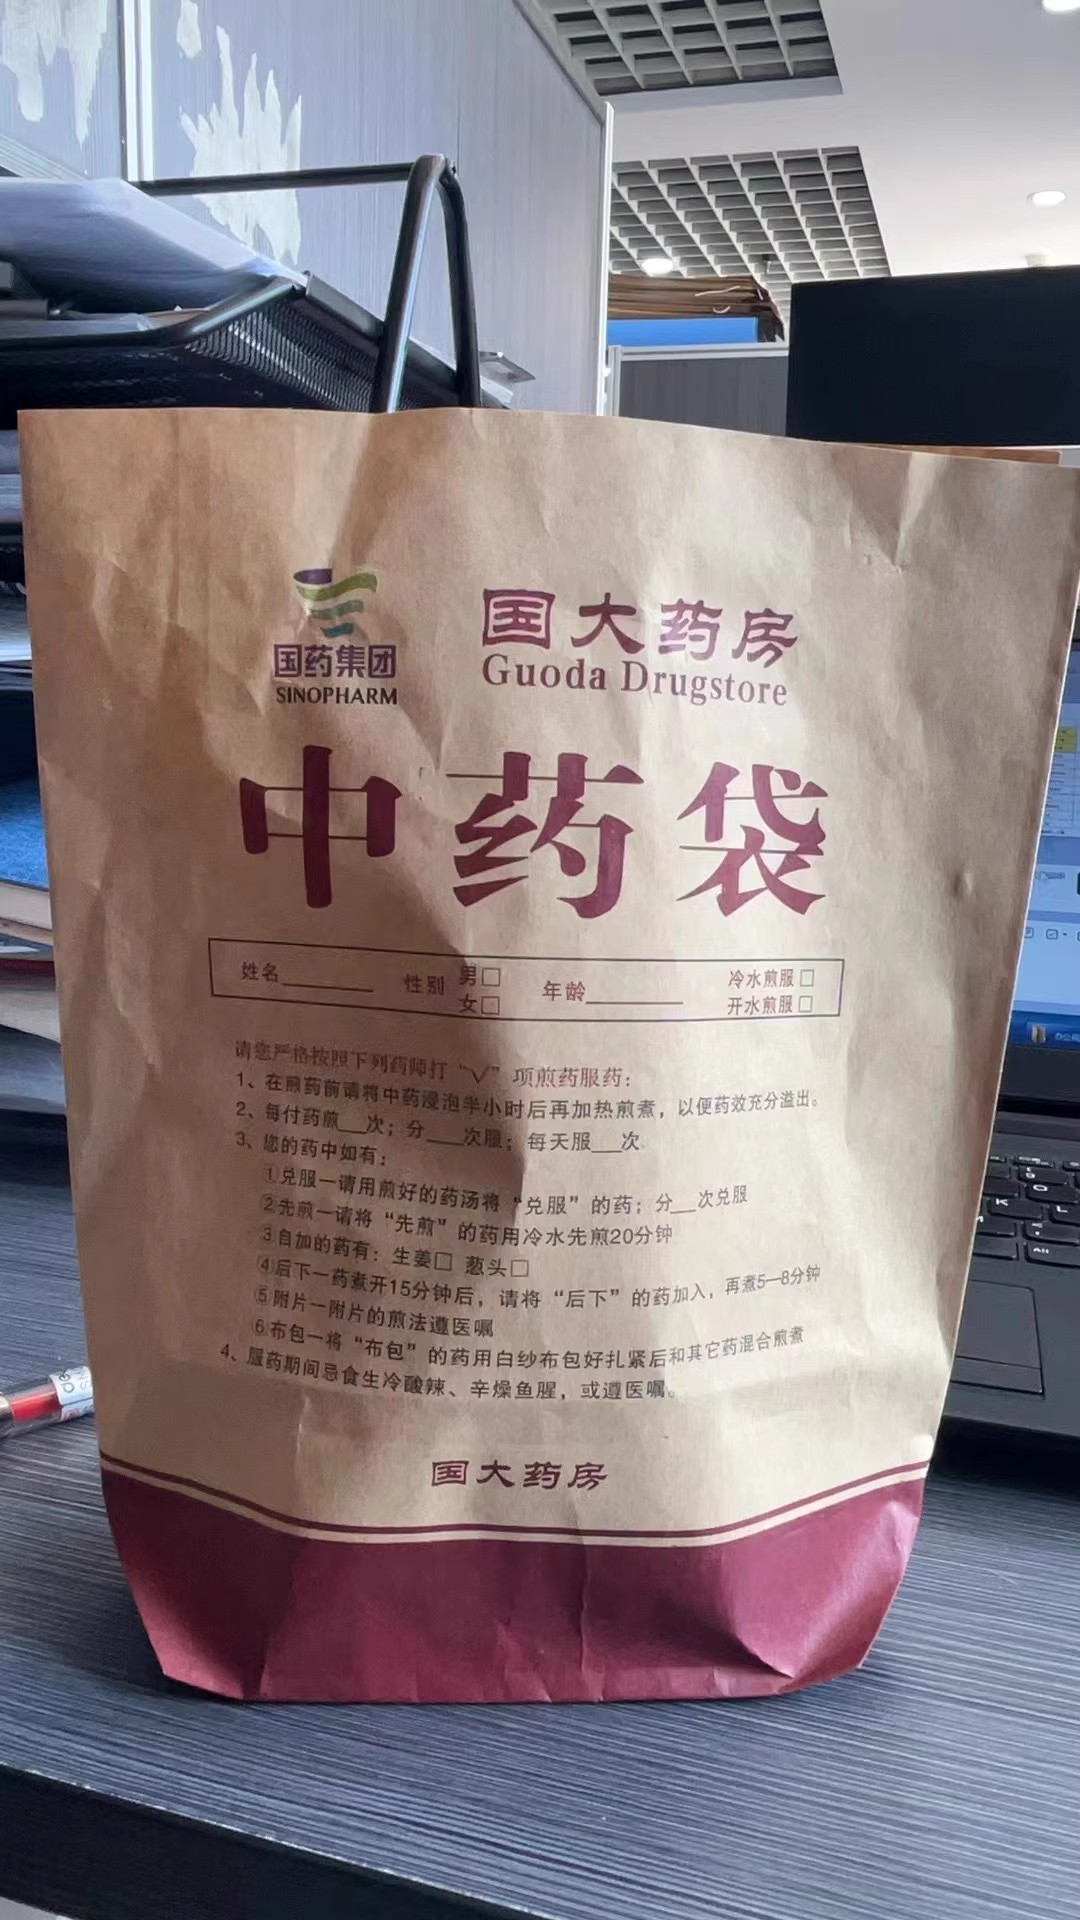 国药集团
SINOPHARM
国大药房
Guoda Drugstore
中药袋
姓名 性别 男□ 女□ 年龄 冷水煎服□ 开水煎服□
请您严格按照下列药师打“√”项煎药服药:
1、在煎药前请将中药浸泡半小时后再加热煎煮，以便药效充分溢出。
2、每付药煎__次；分__次服；每天服__次
3、您的药中如有:
①兑服一请用煎好的药汤将“兑服”的药；分__次兑服
②先煎一请将“先煎”的药用冷水先煎20分钟
③自加的药有: 生姜□ 葱头□
④后下一药煮开15分钟后，请将“后下”的药加入，再煮5—8分钟
⑤附片一附片的煎法遵医嘱
⑥布包一将“布包”的药用白纱布包好扎紧后和其它药混合煎煮
4、服药期间忌食生冷酸辣、辛燥鱼腥，或遵医嘱。
国大药房